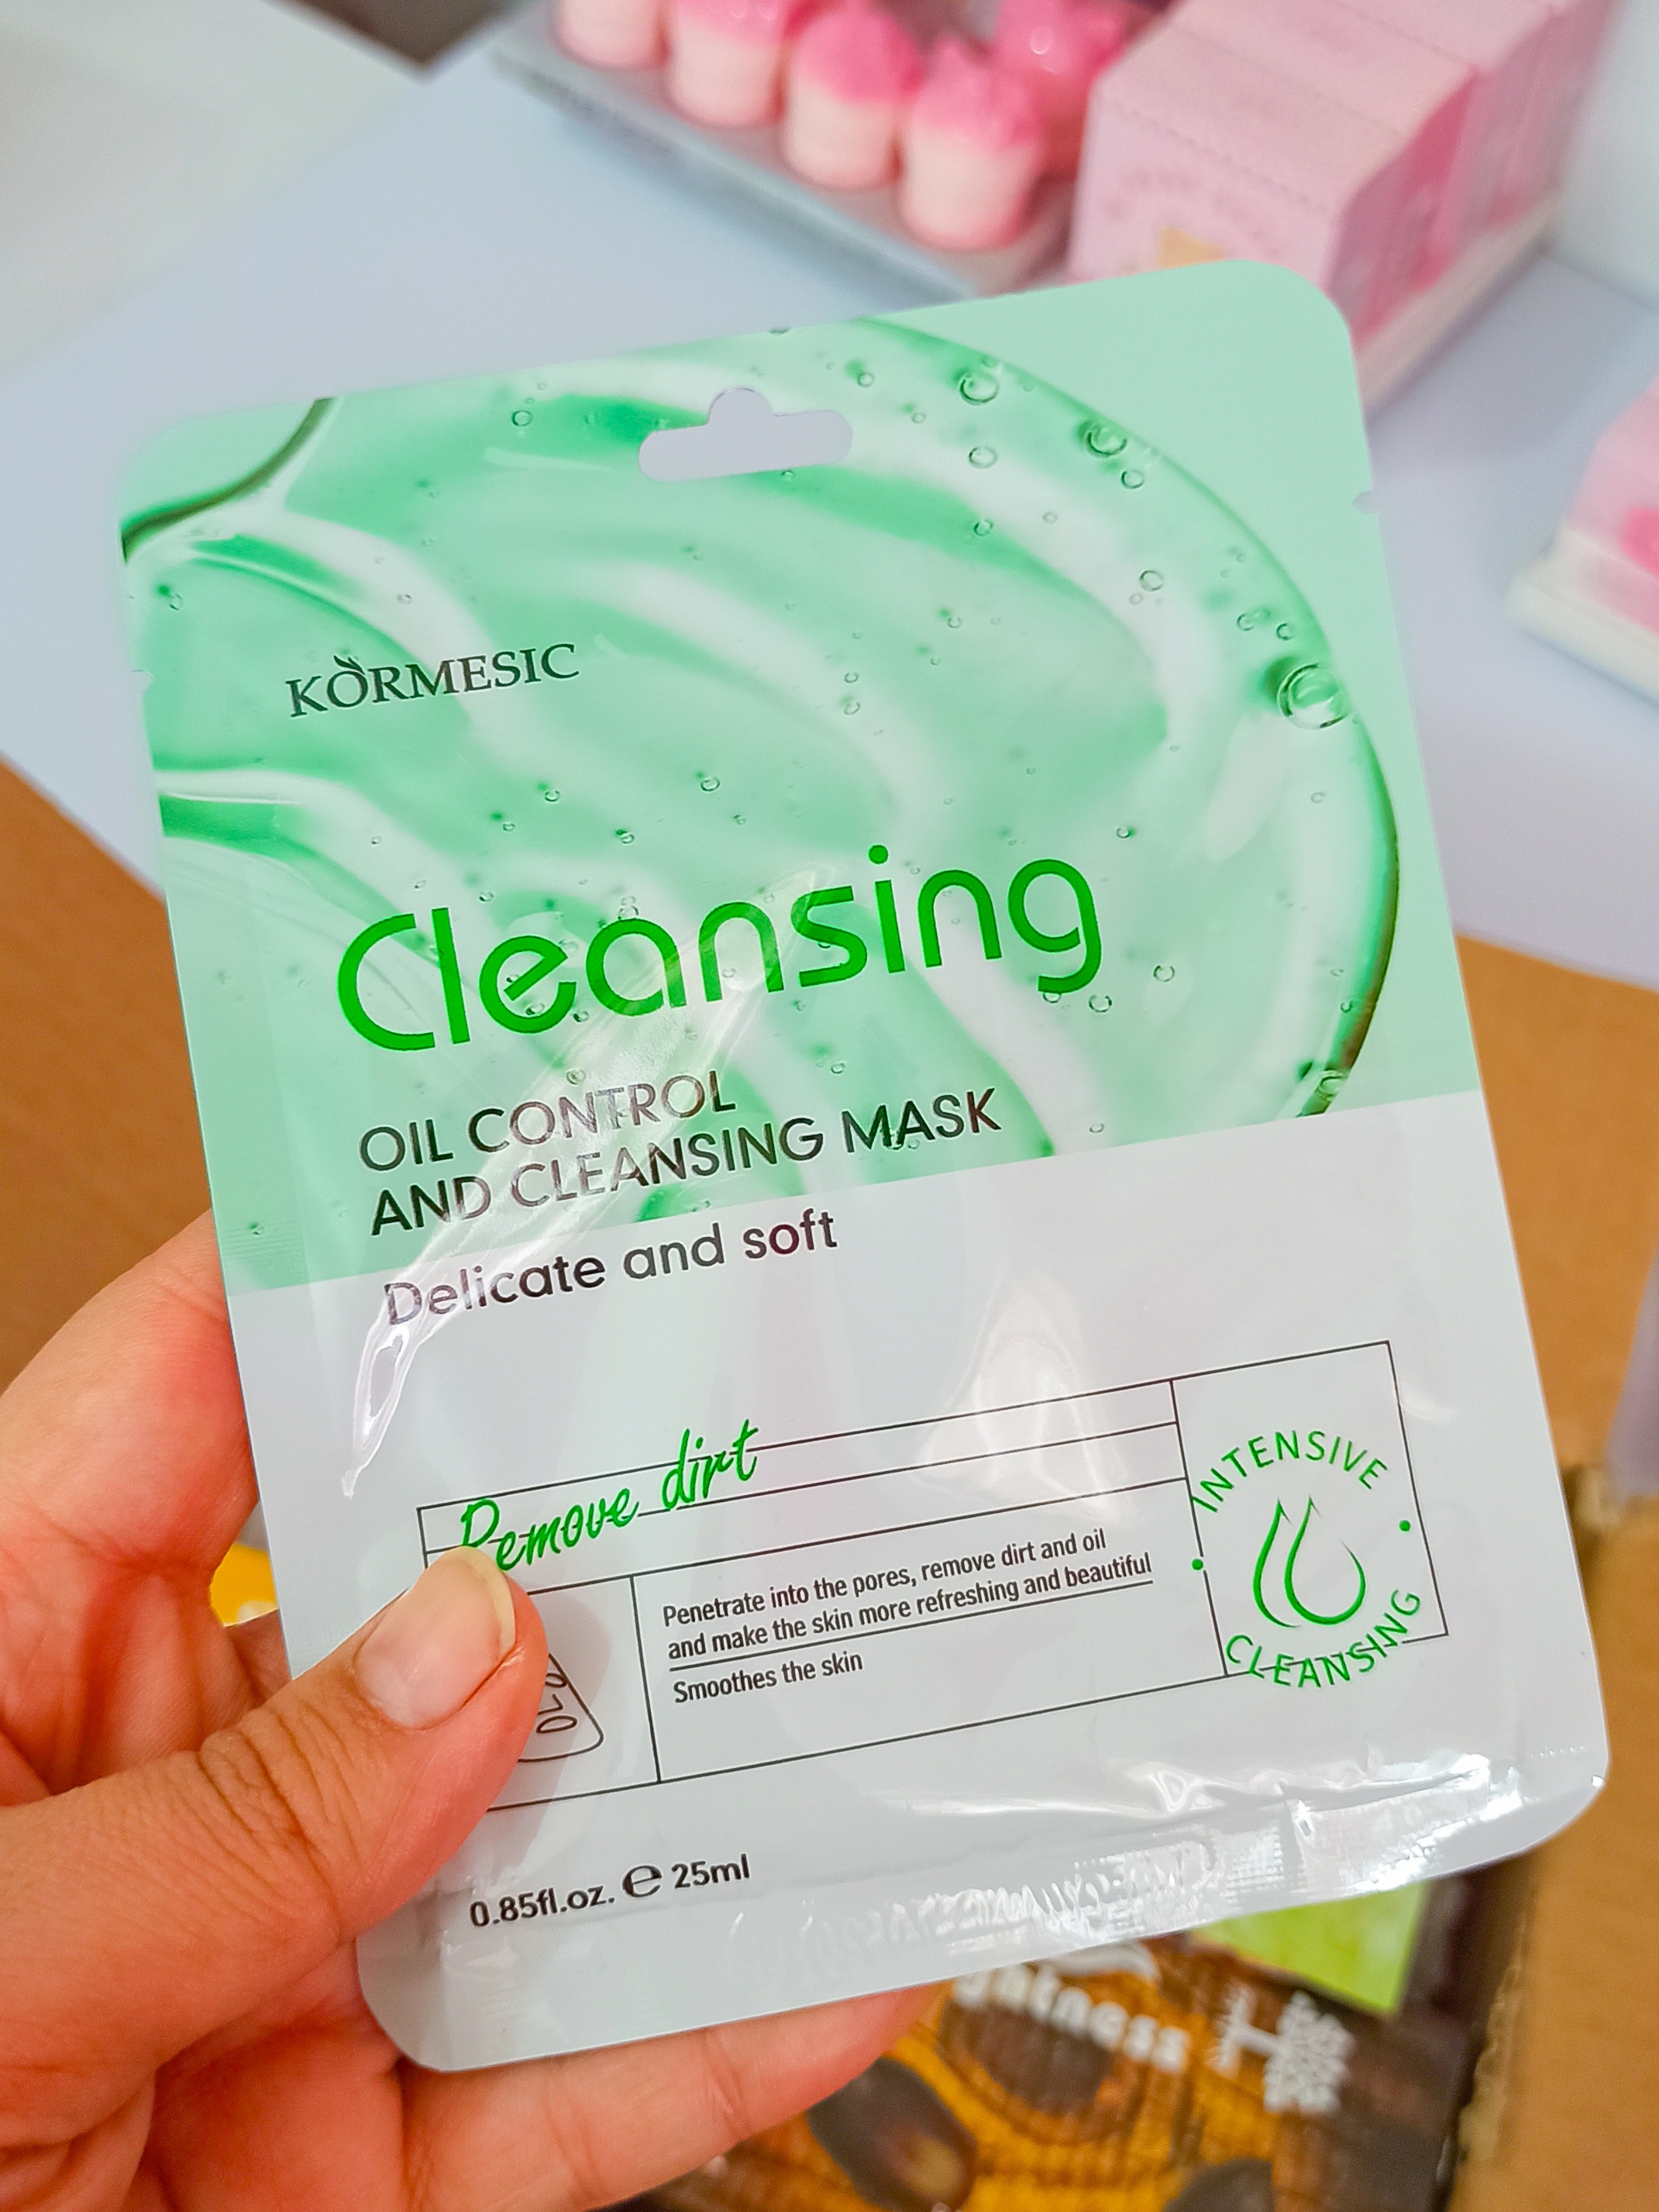 KORMESIC
Cleansing
OIL CONTROL
AND CLEANSING MASK
Delicate and soft
Remove dirt
Penetrate into the pores, remove dirt and oil
and make the skin more refreshing and beautiful
Smoothes the skin
INTENSIVE
CLEANSING
0.85fl.oz. e 25ml